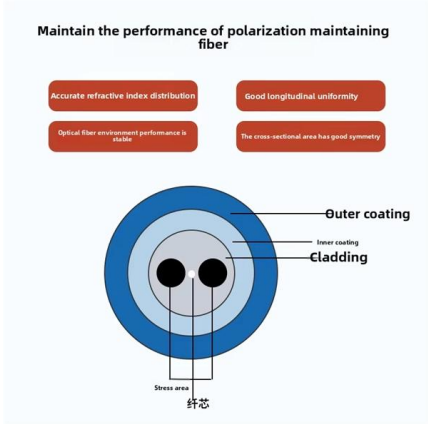 Maintain the performance of polarization maintaining
fiber
Accurate refractive index distribution
Good longitudinal uniformity
Optical fiber environment performance is
stable
The cross-sectional area has good symmetry
Outer coating
Inner coating
Cladding
Stress area
纤芯